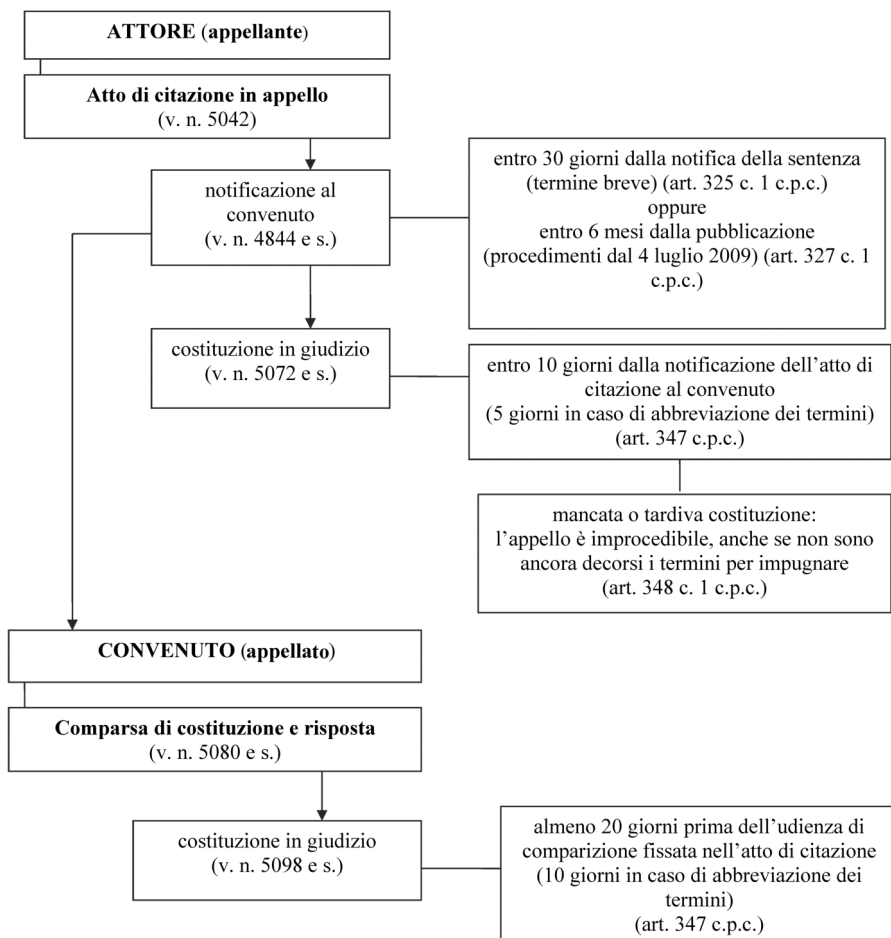 ATTORE (appellante)
Atto di citazione in appello
(v. n. 5042)
notificazione al
convenuto
(v. n. 4844 e s.)
entro 30 giorni dalla notifica della sentenza
(termine breve) (art. 325 c. 1 c.p.c.)
oppure
entro 6 mesi dalla pubblicazione
(procedimenti dal 4 luglio 2009) (art. 327 c. 1
c.p.c.)
costituzione in giudizio
(v. n. 5072 e s.)
entro 10 giorni dalla notificazione dell’atto di
citazione al convenuto
(5 giorni in caso di abbreviazione dei termini)
(art. 347 c.p.c.)
mancata o tardiva costituzione:
l’appello è improcedibile, anche se non sono
ancora decorsi i termini per impugnare
(art. 348 c. 1 c.p.c.)
CONVENUTO (appellato)
Comparsa di costituzione e risposta
(v. n. 5080 e s.)
costituzione in giudizio
(v. n. 5098 e s.)
almeno 20 giorni prima dell’udienza di
comparizione fissata nell’atto di citazione
(10 giorni in caso di abbreviazione dei
termini)
(art. 347 c.p.c.)